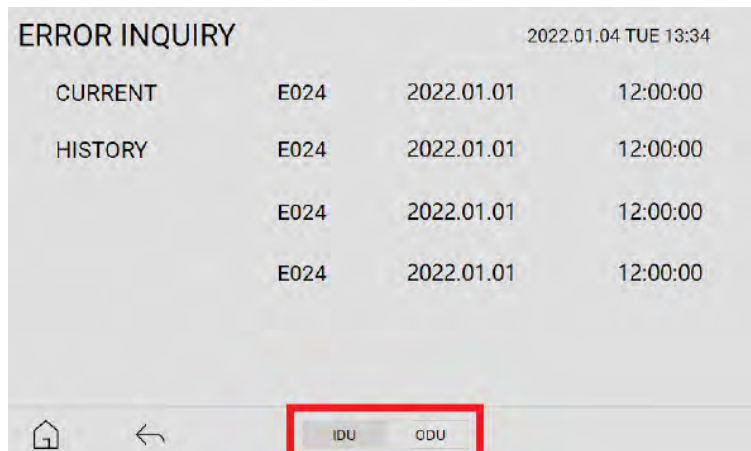 ERROR INQUIRY 2022.01.04 TUE 13:34
CURRENT E024 2022.01.01 12:00:00
HISTORY E024 2022.01.01 12:00:00
E024 2022.01.01 12:00:00
E024 2022.01.01 12:00:00
IDU ODU